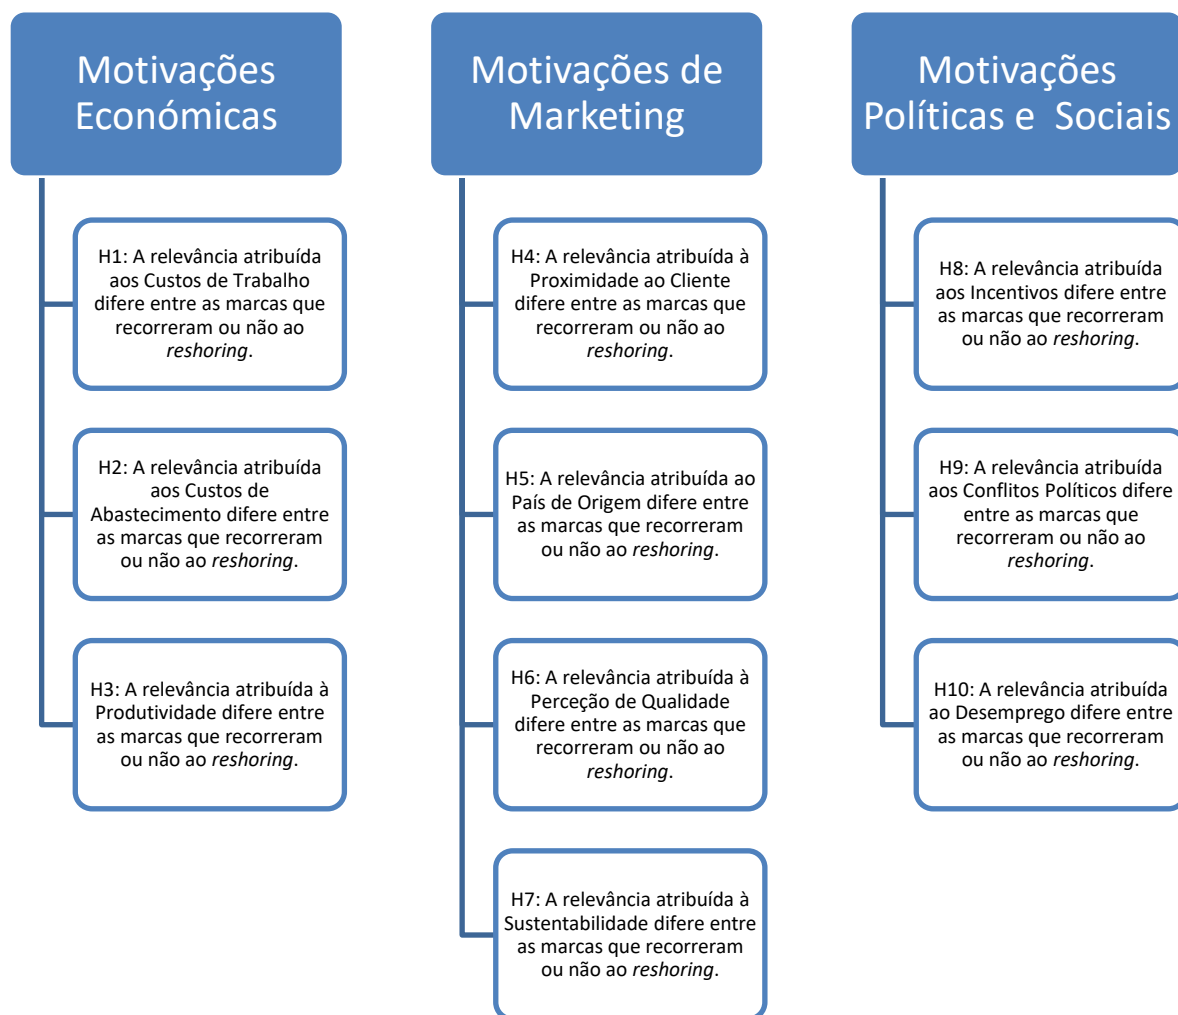 Motivações
Económicas
H1: A relevância atribuída
aos Custos de Trabalho
difere entre as marcas que
recorreram ou não ao
reshoring.
H2: A relevância atribuída
aos Custos de
Abastecimento difere entre
as marcas que recorreram
ou não ao reshoring.
H3: A relevância atribuída à
Produtividade difere entre
as marcas que recorreram
ou não ao reshoring.
Motivações de
Marketing
H4: A relevância atribuída à
Proximidade ao Cliente
difere entre as marcas que
recorreram ou não ao
reshoring.
H5: A relevância atribuída ao
País de Origem difere entre
as marcas que recorreram
ou não ao reshoring.
H6: A relevância atribuída à
Perceção de Qualidade
difere entre as marcas que
recorreram ou não ao
reshoring.
H7: A relevância atribuída à
Sustentabilidade difere entre
as marcas que recorreram
ou não ao reshoring.
Motivações
Políticas e Sociais
H8: A relevância atribuída
aos Incentivos difere entre
as marcas que recorreram
ou não ao reshoring.
H9: A relevância atribuída
aos Conflitos Políticos difere
entre as marcas que
recorreram ou não ao
reshoring.
H10: A relevância atribuída
ao Desemprego difere entre
as marcas que recorreram
ou não ao reshoring.